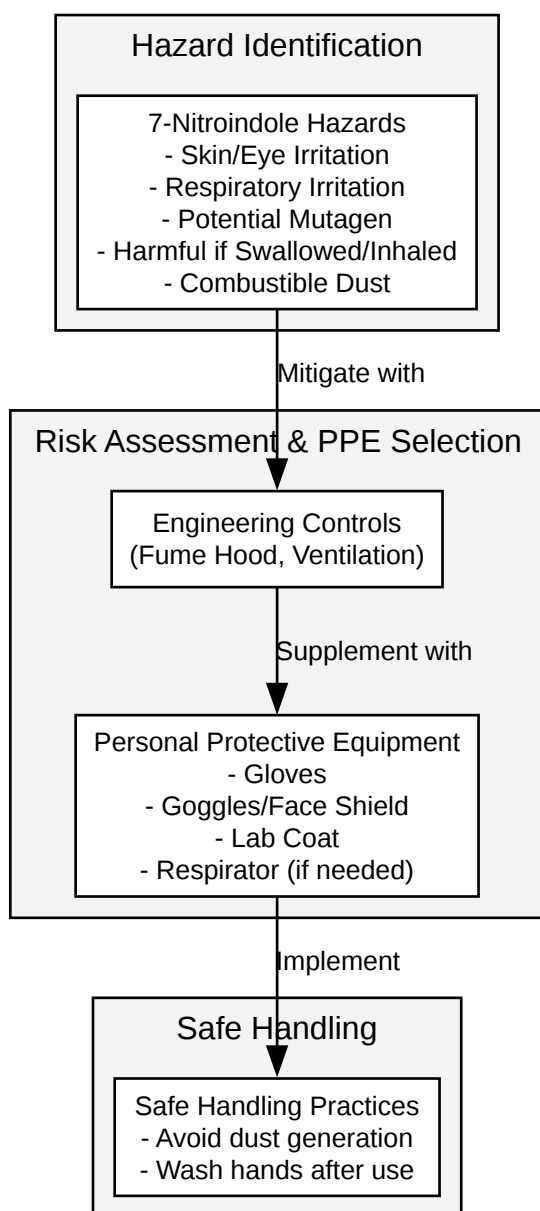 Hazard Identification
7-Nitroindole Hazards
- Skin/Eye Irritation
- Respiratory Irritation
- Potential Mutagen
- Harmful if Swallowed/Inhaled
- Combustible Dust
Mitigate with
Risk Assessment & PPE Selection
Engineering Controls
(Fume Hood, Ventilation)
Supplement with
Personal Protective Equipment
- Gloves
- Goggles/Face Shield
- Lab Coat
- Respirator (if needed)
Implement
Safe Handling
Safe Handling Practices
- Avoid dust generation
- Wash hands after use